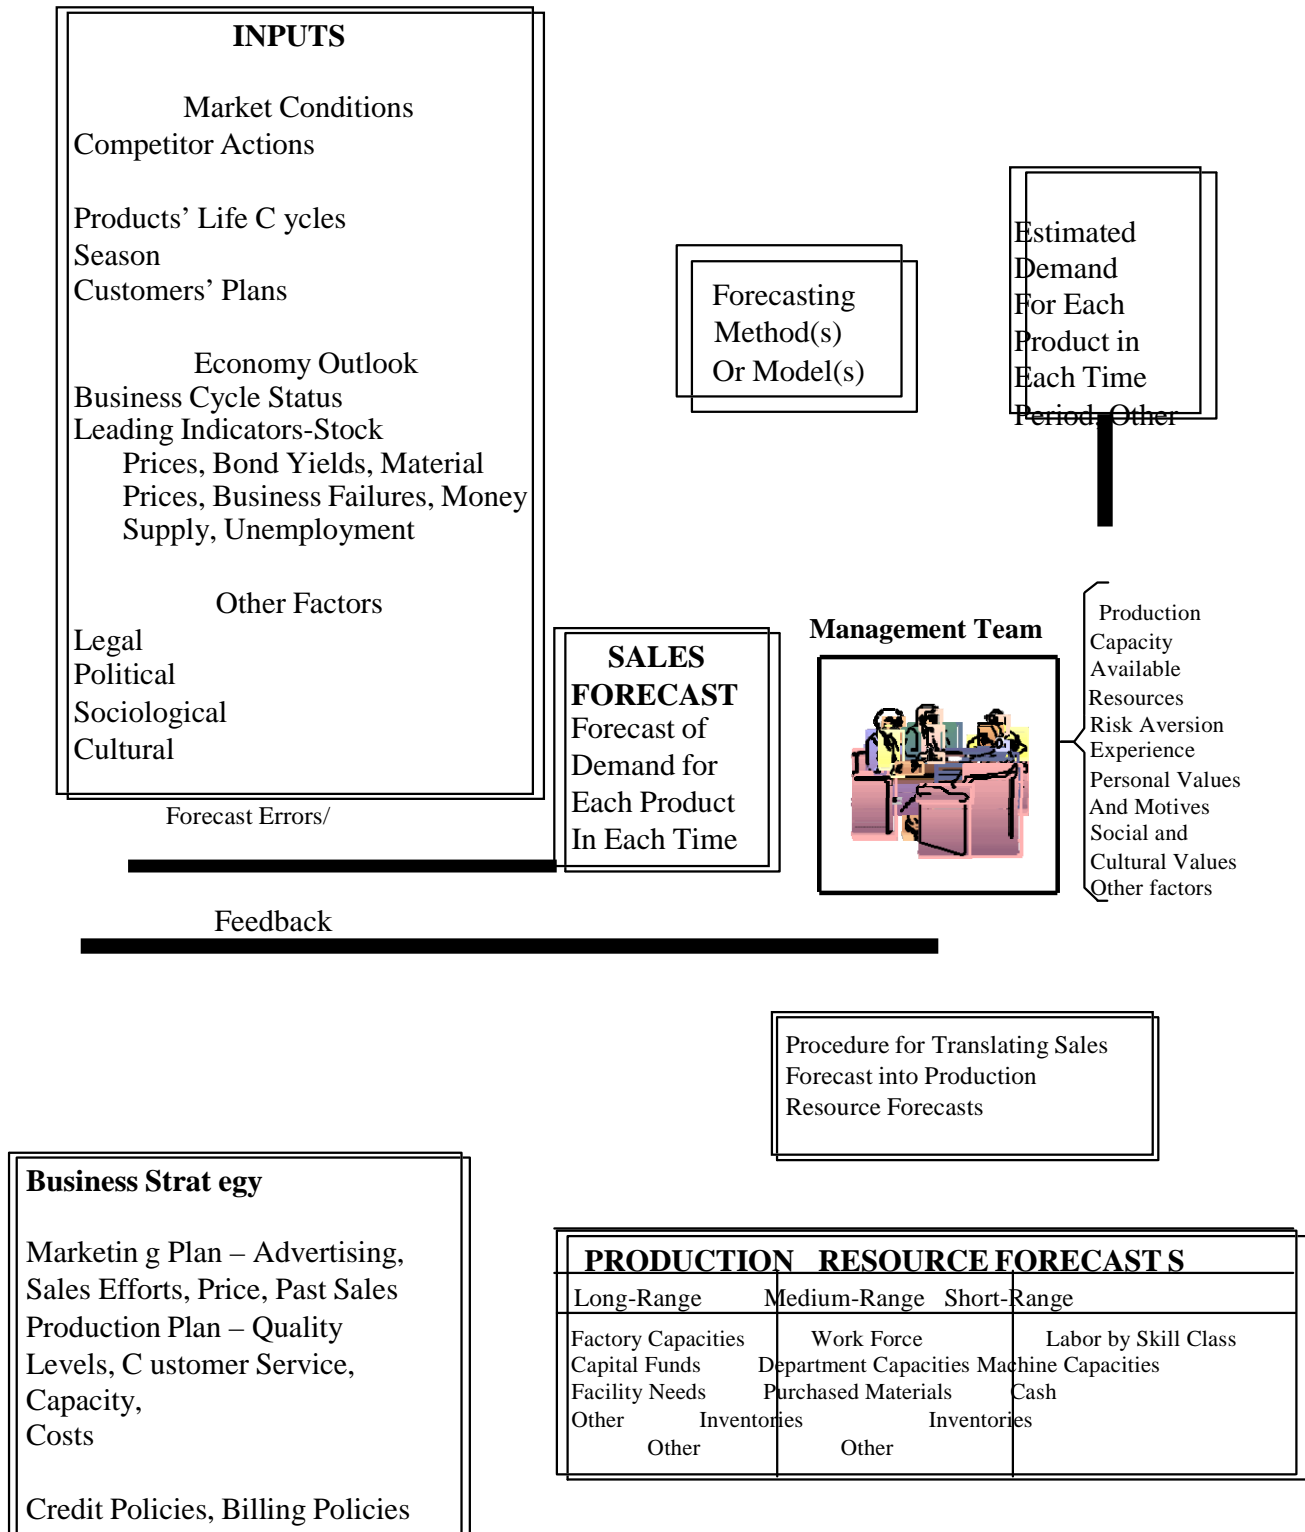 INPUTS
Market Conditions
Competitor Actions
Products’ Life C ycles
Season
Customers’ Plans
Economy Outlook
Business Cycle Status
Leading Indicators-Stock
Prices, Bond Yields, Material
Prices, Business Failures, Money
Supply, Unemployment
Other Factors
Legal
Political
Sociological
Cultural
Forecasting
Method(s)
Or Model(s)
Estimated
Demand
For Each
Product in
Each Time
Period, Other
SALES
FORECAST
Forecast of
Demand for
Each Product
In Each Time
Management Team
Production
Capacity
Available
Resources
Risk Aversion
Experience
Personal Values
And Motives
Social and
Cultural Values
Other factors
Forecast Errors/
Feedback
Procedure for Translating Sales
Forecast into Production
Resource Forecasts
Business Strat egy
Marketin g Plan – Advertising,
Sales Efforts, Price, Past Sales
Production Plan – Quality
Levels, C ustomer Service,
Capacity,
Costs
Credit Policies, Billing Policies
PRODUCTION RESOURCE FORECAST S
Long-Range Medium-Range Short-Range
Factory Capacities Work Force Labor by Skill Class
Capital Funds Department Capacities Machine Capacities
Facility Needs Purchased Materials Cash
Other Inventories Inventories
Other Other